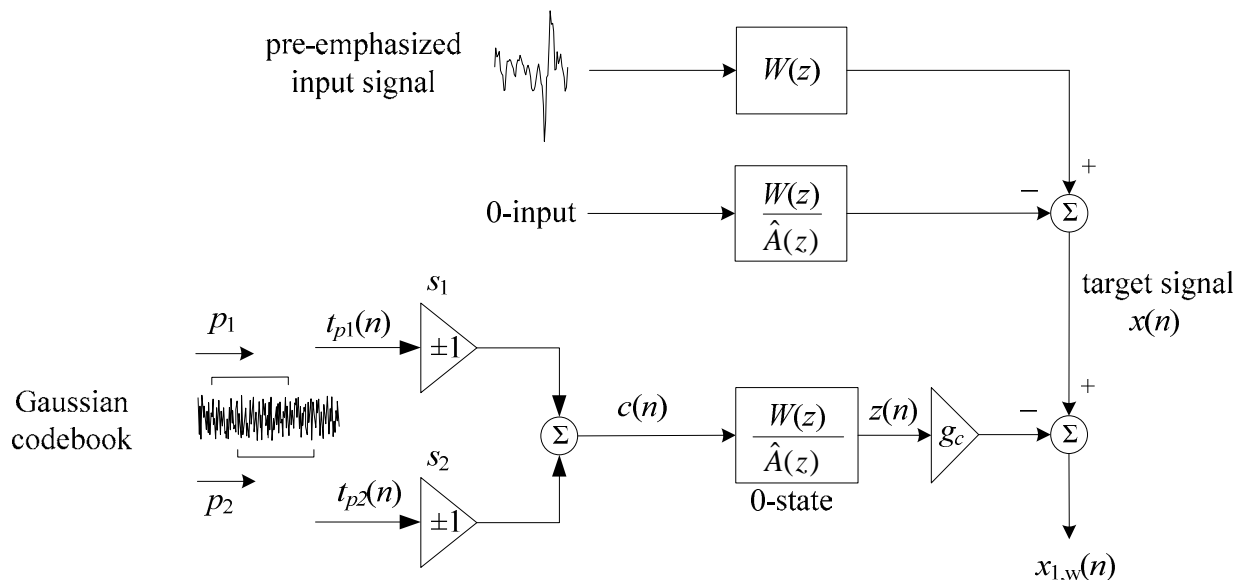 pre-emphasized
input signal
W(z)
+
0-input
W(z)
Â(z)
−
Σ
target signal
x(n)
s₁
p₁
tₚ₁(n)
±1
Gaussian
codebook
Σ
c(n)
W(z)
Â(z)
0-state
z(n)
g꜀
−
+
Σ
s₂
p₂
tₚ₂(n)
±1
x₁,w(n)